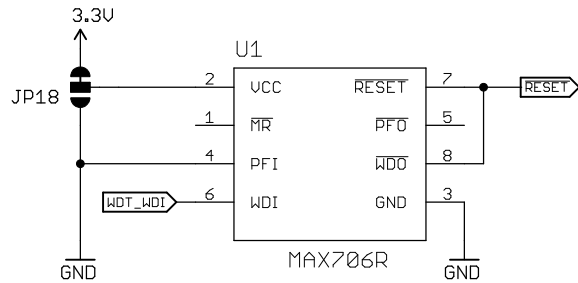 3.3V
U1
JP18
2 VCC RESET 7 RESET
1 MR PFO 5
4 PFI WDO 8
WDT_WDI 6 WDI GND 3
MAX706R
GND GND